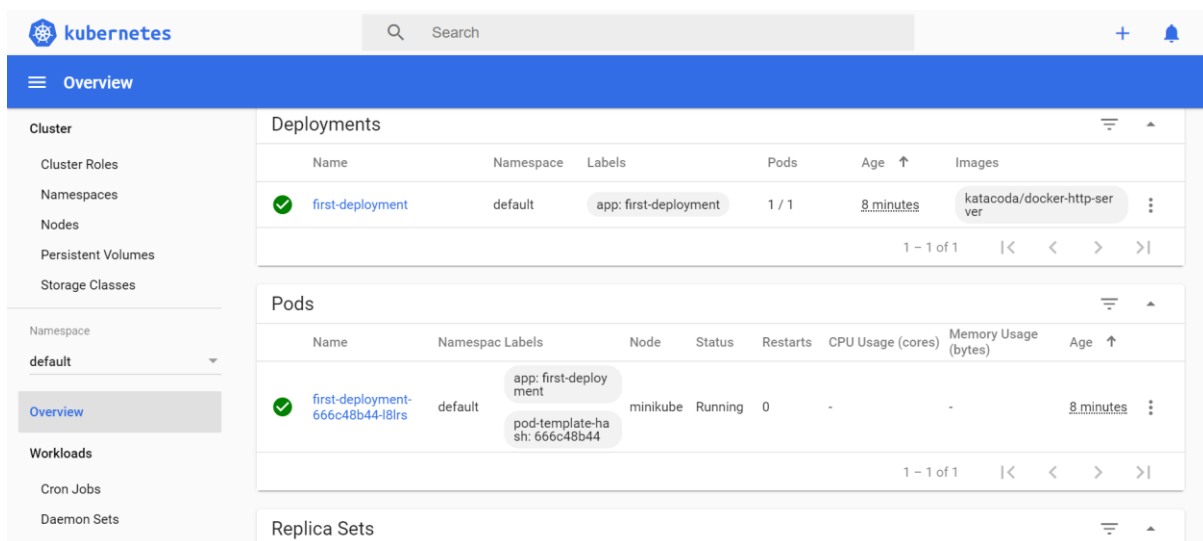 kubernetes
Search
Overview
Cluster
Cluster Roles
Namespaces
Nodes
Persistent Volumes
Storage Classes
Namespace
default
Overview
Workloads
Cron Jobs
Daemon Sets
Deployments
Name Namespace Labels Pods Age Images
first-deployment default app: first-deployment 1 / 1 8 minutes katacoda/docker-http-ser
ver
1 – 1 of 1
Pods
Name Namespac Labels Node Status Restarts CPU Usage (cores) Memory Usage
(bytes) Age
app: first-deploy
ment
first-deployment-
666c48b44-l8lrs default minikube Running 0 - - 8 minutes
pod-template-ha
sh: 666c48b44
1 – 1 of 1
Replica Sets